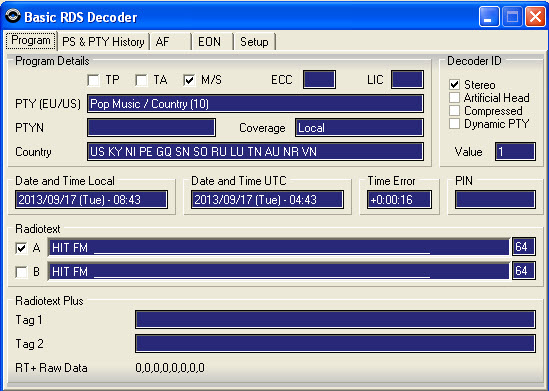 Basic RDS Decoder
Program PS & PTY History AF EON Setup
Program Details Decoder ID
TP TA M/S ECC LIC Stereo
Artificial Head
PTY (EU/US) Pop Music / Country (10) Compressed
PTYN Coverage Local Dynamic PTY
Country US KY NI PE GQ SN SO RU LU TN AU NR VN Value 1
Date and Time Local Date and Time UTC Time Error PIN
2013/09/17 (Tue) - 08:43 2013/09/17 (Tue) - 04:43 +0:00:16
Radiotext
A HIT FM ________________________________________________________ 64
B HIT FM ________________________________________________________ 64
Radiotext Plus
Tag 1
Tag 2
RT+ Raw Data 0,0,0,0,0,0,0,0